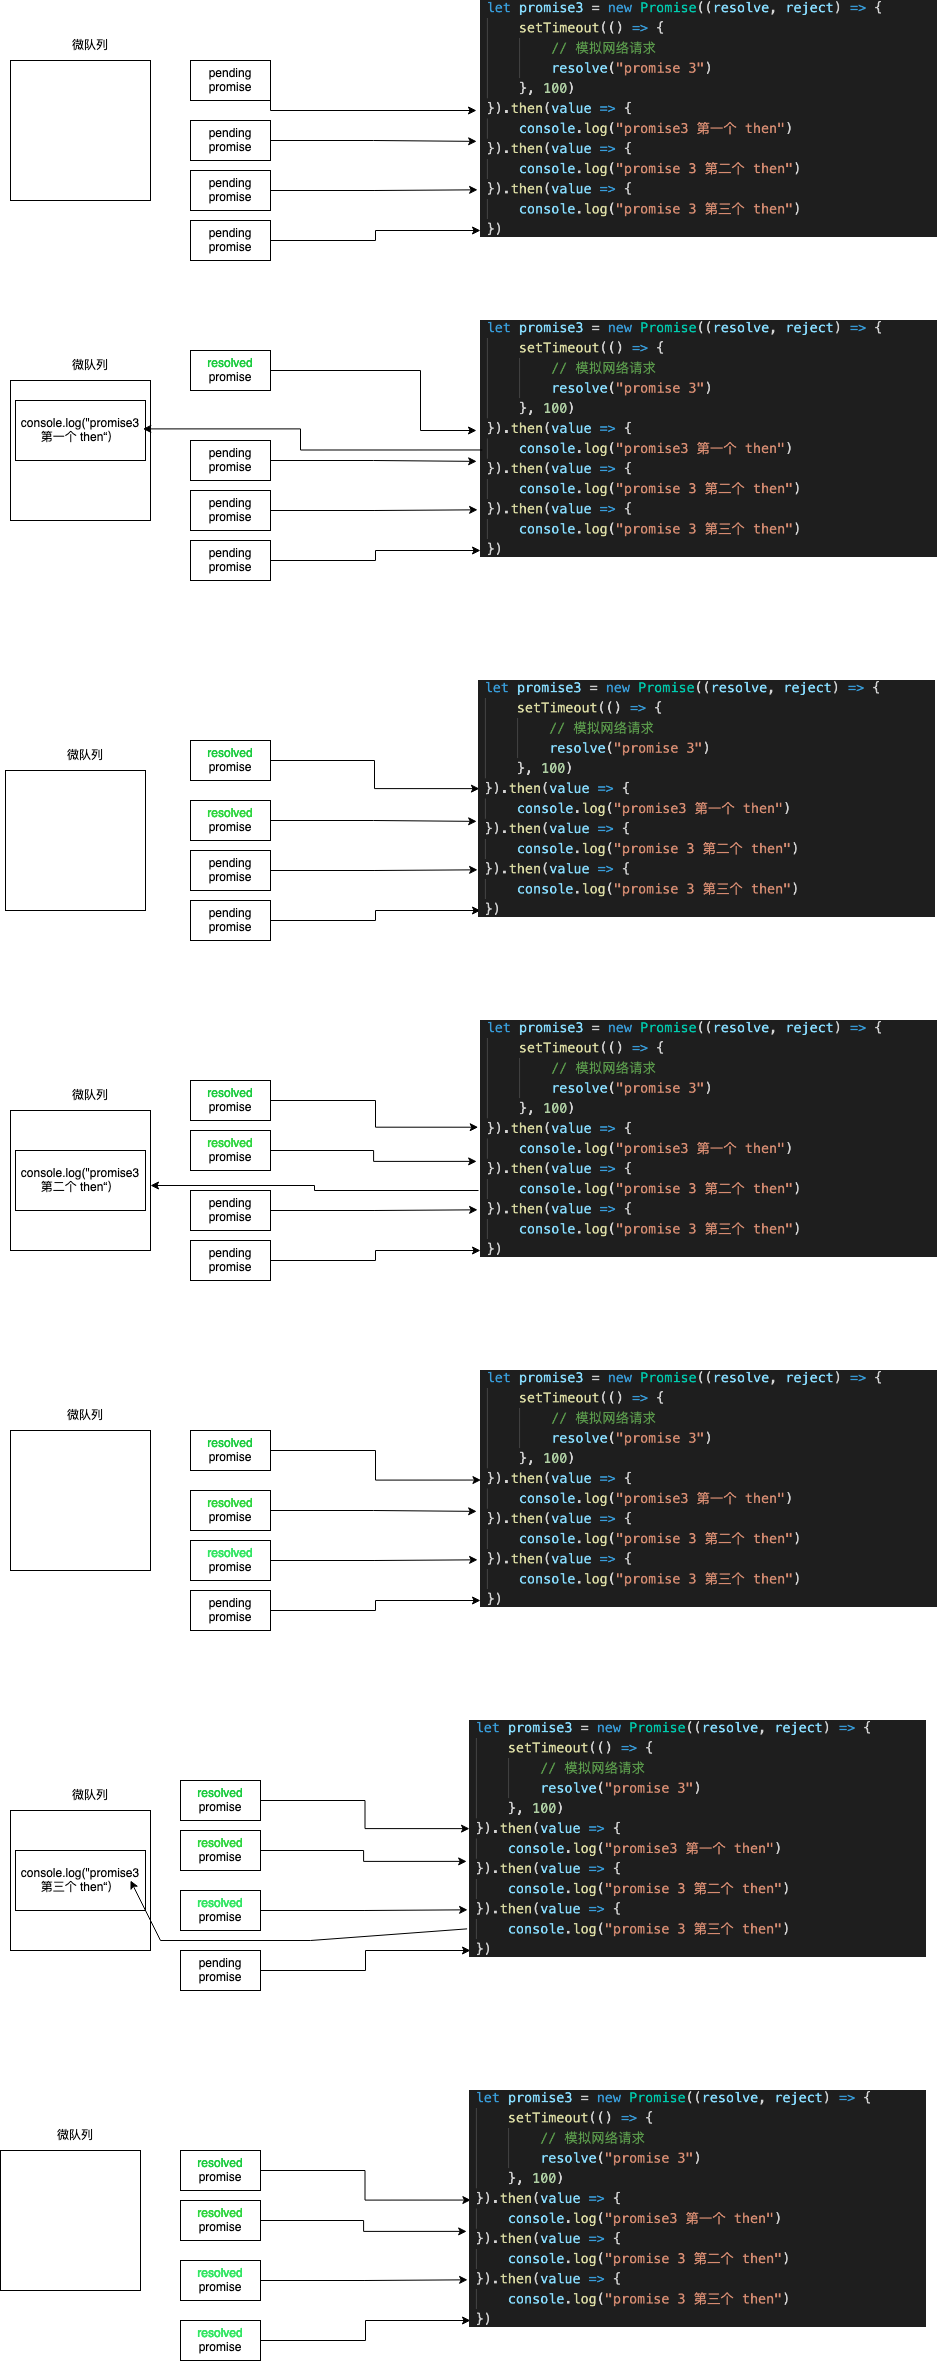 let promise3 = new Promise((resolve, reject) => {
setTimeout(() => {
// 模拟网络请求
resolve("promise 3")
}, 100)
}).then(value => {
console.log("promise3 第一个 then")
}).then(value => {
console.log("promise 3 第二个 then")
}).then(value => {
console.log("promise 3 第三个 then")
})
微队列
pending
promise
pending
promise
pending
promise
pending
promise
let promise3 = new Promise((resolve, reject) => {
setTimeout(() => {
// 模拟网络请求
resolve("promise 3")
}, 100)
}).then(value => {
console.log("promise3 第一个 then")
}).then(value => {
console.log("promise 3 第二个 then")
}).then(value => {
console.log("promise 3 第三个 then")
})
微队列
console.log("promise3
第一个 then“)
resolved
promise
pending
promise
pending
promise
pending
promise
let promise3 = new Promise((resolve, reject) => {
setTimeout(() => {
// 模拟网络请求
resolve("promise 3")
}, 100)
}).then(value => {
console.log("promise3 第一个 then")
}).then(value => {
console.log("promise 3 第二个 then")
}).then(value => {
console.log("promise 3 第三个 then")
})
微队列
resolved
promise
resolved
promise
pending
promise
pending
promise
let promise3 = new Promise((resolve, reject) => {
setTimeout(() => {
// 模拟网络请求
resolve("promise 3")
}, 100)
}).then(value => {
console.log("promise3 第一个 then")
}).then(value => {
console.log("promise 3 第二个 then")
}).then(value => {
console.log("promise 3 第三个 then")
})
微队列
console.log("promise3
第二个 then“)
resolved
promise
resolved
promise
pending
promise
pending
promise
let promise3 = new Promise((resolve, reject) => {
setTimeout(() => {
// 模拟网络请求
resolve("promise 3")
}, 100)
}).then(value => {
console.log("promise3 第一个 then")
}).then(value => {
console.log("promise 3 第二个 then")
}).then(value => {
console.log("promise 3 第三个 then")
})
微队列
resolved
promise
resolved
promise
resolved
promise
pending
promise
let promise3 = new Promise((resolve, reject) => {
setTimeout(() => {
// 模拟网络请求
resolve("promise 3")
}, 100)
}).then(value => {
console.log("promise3 第一个 then")
}).then(value => {
console.log("promise 3 第二个 then")
}).then(value => {
console.log("promise 3 第三个 then")
})
微队列
console.log("promise3
第三个 then“)
resolved
promise
resolved
promise
resolved
promise
pending
promise
let promise3 = new Promise((resolve, reject) => {
setTimeout(() => {
// 模拟网络请求
resolve("promise 3")
}, 100)
}).then(value => {
console.log("promise3 第一个 then")
}).then(value => {
console.log("promise 3 第二个 then")
}).then(value => {
console.log("promise 3 第三个 then")
})
微队列
resolved
promise
resolved
promise
resolved
promise
resolved
promise